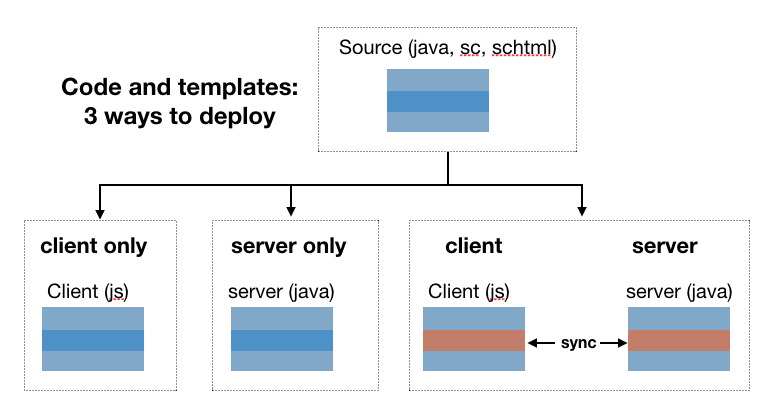 Source (java, sc, schtml)
Code and templates:
3 ways to deploy
client only
server only
client
server
Client (js)
server (java)
Client (js)
server (java)
sync